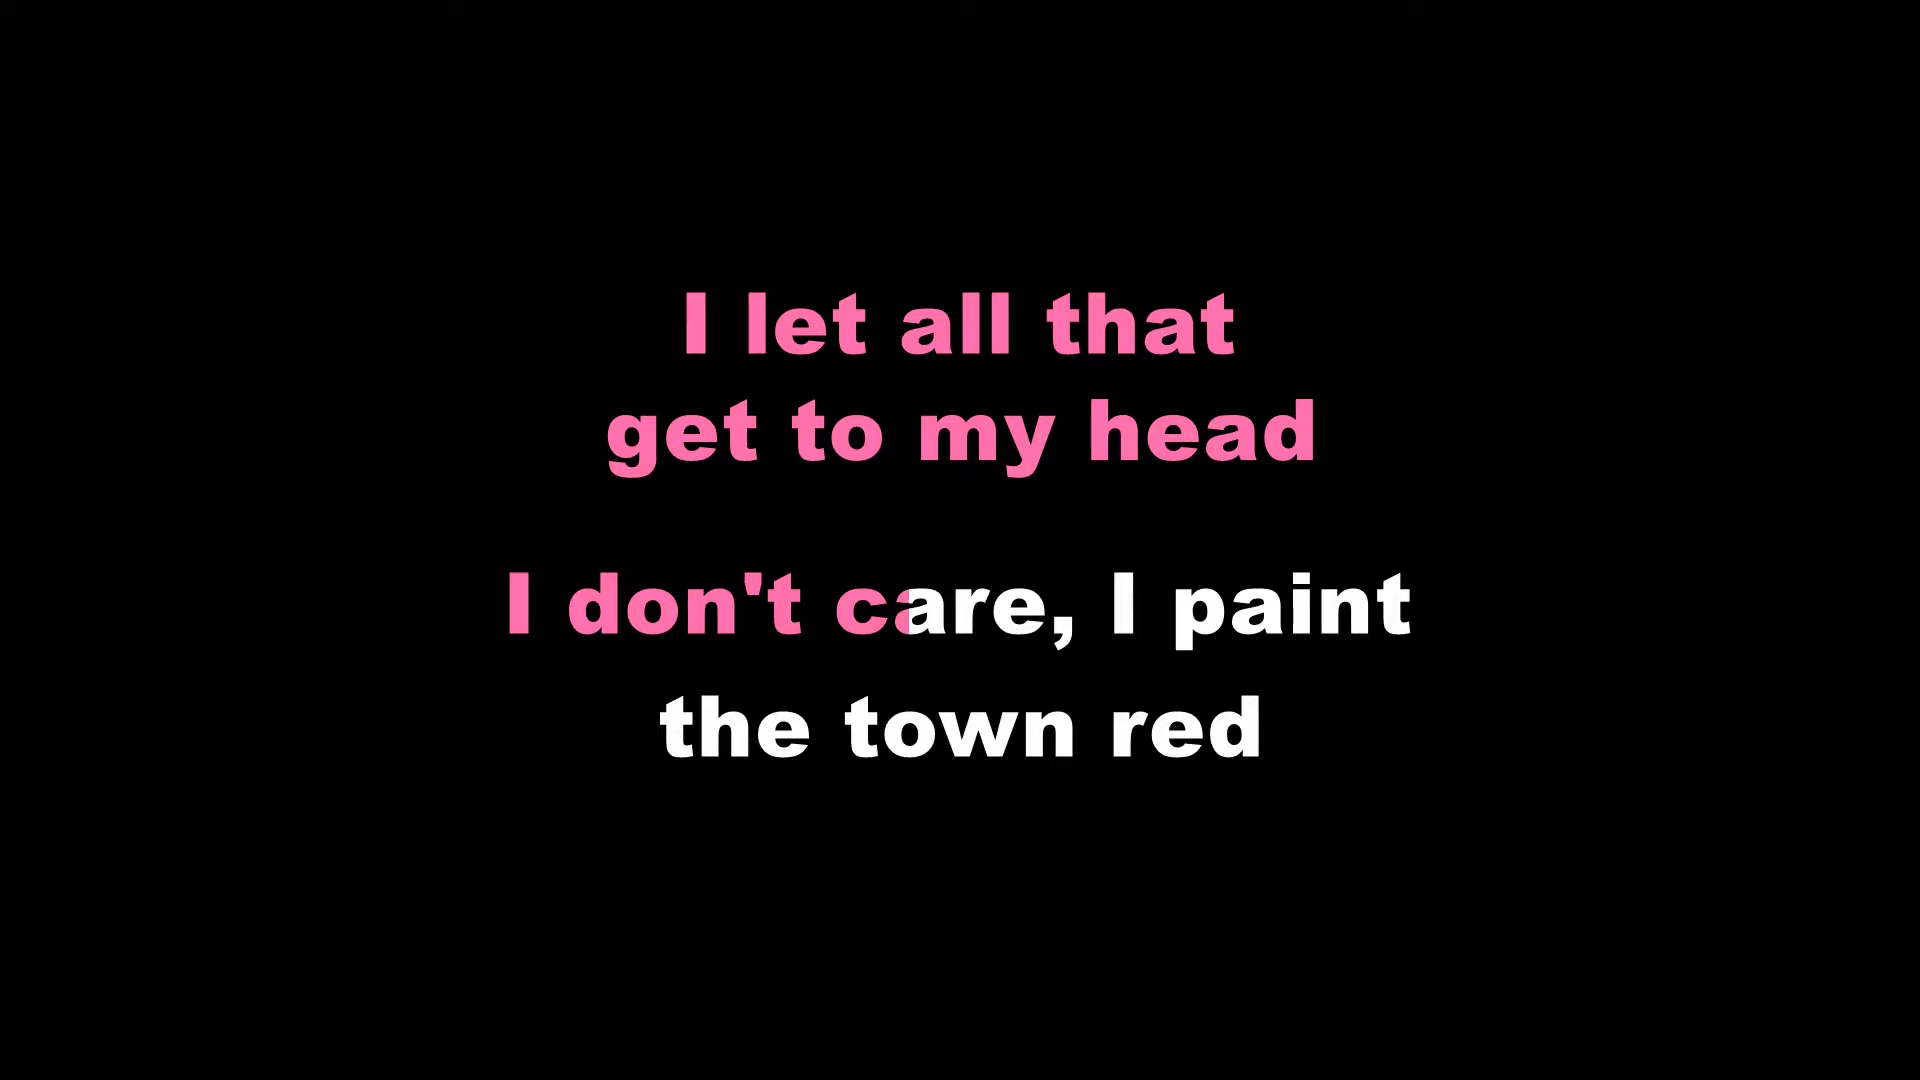 I let all that
get to my head
I don't care, I paint
the town red